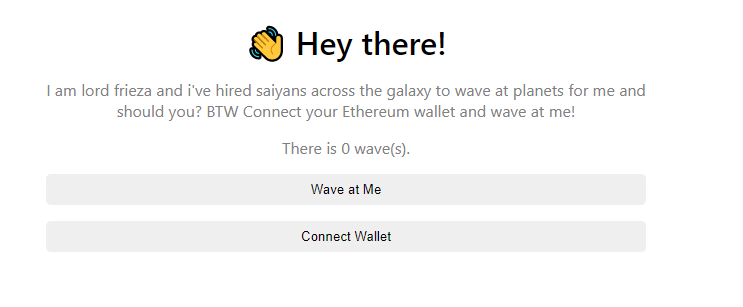 👋 Hey there!
I am lord frieza and i've hired saiyans across the galaxy to wave at planets for me and
should you? BTW Connect your Ethereum wallet and wave at me!
There is 0 wave(s).
Wave at Me
Connect Wallet